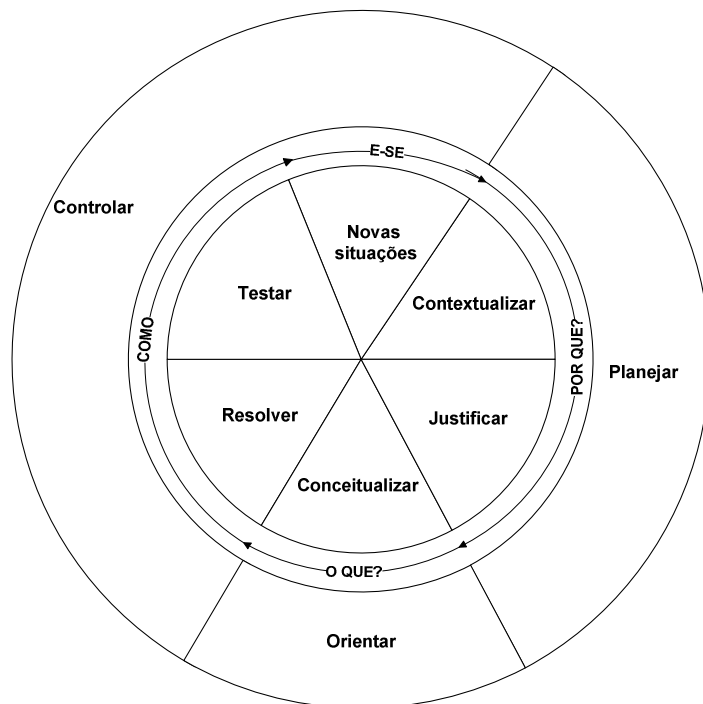 E-SE
Novas
situações
Controlar
Testar
Contextualizar
COMO
POR QUE?
Planejar
Resolver
Justificar
Conceitualizar
O QUE?
Orientar